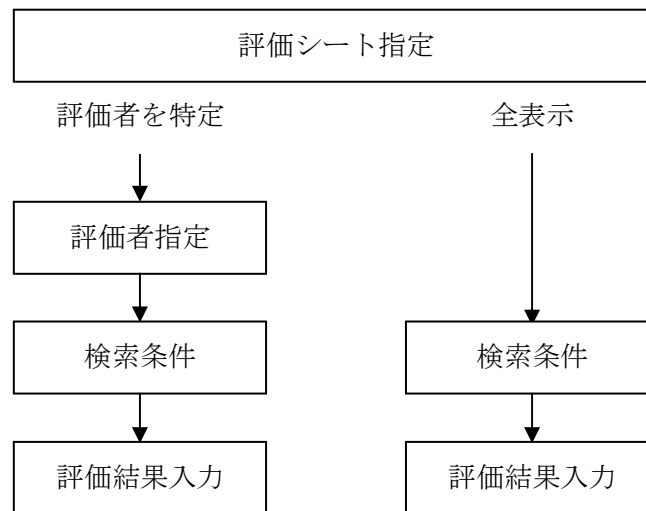 評価シート指定
評価者を特定
全表示
評価者指定
検索条件
検索条件
評価結果入力
評価結果入力